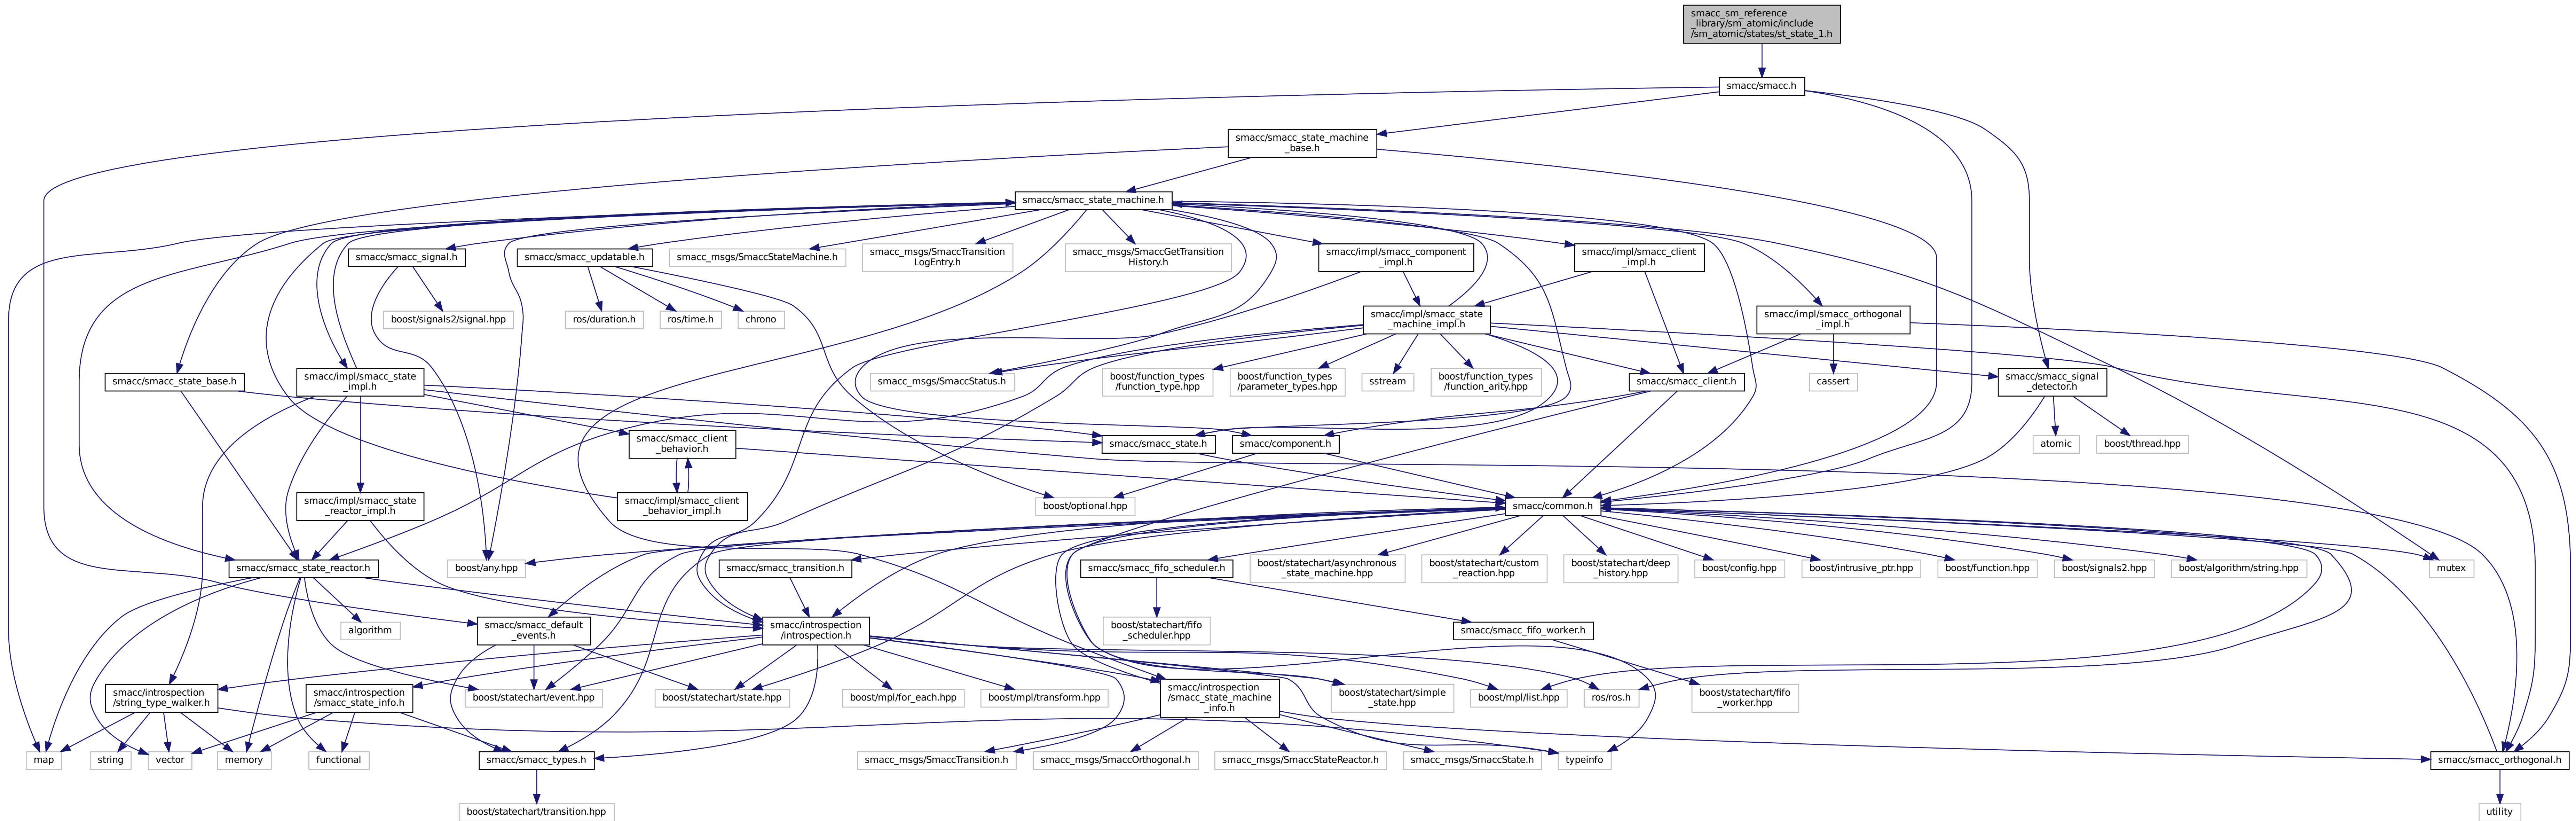 smacc_sm_reference
_library/sm_atomic/include
/sm_atomic/states/st_state_1.h
smacc/smacc.h
smacc/smacc_state_machine
_base.h
smacc/smacc_state_machine.h
smacc/smacc_signal.h
smacc/smacc_updatable.h
smacc_msgs/SmaccStateMachine.h
smacc_msgs/SmaccTransition
LogEntry.h
smacc_msgs/SmaccGetTransition
History.h
smacc/impl/smacc_component
_impl.h
smacc/impl/smacc_client
_impl.h
boost/signals2/signal.hpp
ros/duration.h
ros/time.h
chrono
smacc/impl/smacc_state
_machine_impl.h
smacc/impl/smacc_orthogonal
_impl.h
smacc/smacc_state_base.h
smacc/impl/smacc_state
_impl.h
smacc_msgs/SmaccStatus.h
boost/function_types
/function_type.hpp
boost/function_types
/parameter_types.hpp
sstream
boost/function_types
/function_arity.hpp
smacc/smacc_client.h
cassert
smacc/smacc_signal
_detector.h
smacc/smacc_client
_behavior.h
smacc/smacc_state.h
smacc/component.h
atomic
boost/thread.hpp
smacc/impl/smacc_state
_reactor_impl.h
smacc/impl/smacc_client
_behavior_impl.h
boost/optional.hpp
smacc/common.h
smacc/smacc_state_reactor.h
boost/any.hpp
smacc/smacc_transition.h
smacc/smacc_fifo_scheduler.h
boost/statechart/asynchronous
_state_machine.hpp
boost/statechart/custom
_reaction.hpp
boost/statechart/deep
_history.hpp
boost/config.hpp
boost/intrusive_ptr.hpp
boost/function.hpp
boost/signals2.hpp
boost/algorithm/string.hpp
mutex
algorithm
smacc/smacc_default
_events.h
smacc/introspection
/introspection.h
boost/statechart/fifo
_scheduler.hpp
smacc/smacc_fifo_worker.h
smacc/introspection
/string_type_walker.h
smacc/introspection
/smacc_state_info.h
boost/statechart/event.hpp
boost/statechart/state.hpp
boost/mpl/for_each.hpp
boost/mpl/transform.hpp
smacc/introspection
/smacc_state_machine
_info.h
boost/statechart/simple
_state.hpp
boost/mpl/list.hpp
ros/ros.h
boost/statechart/fifo
_worker.hpp
map
string
vector
memory
functional
smacc/smacc_types.h
smacc_msgs/SmaccTransition.h
smacc_msgs/SmaccOrthogonal.h
smacc_msgs/SmaccStateReactor.h
smacc_msgs/SmaccState.h
typeinfo
smacc/smacc_orthogonal.h
boost/statechart/transition.hpp
utility